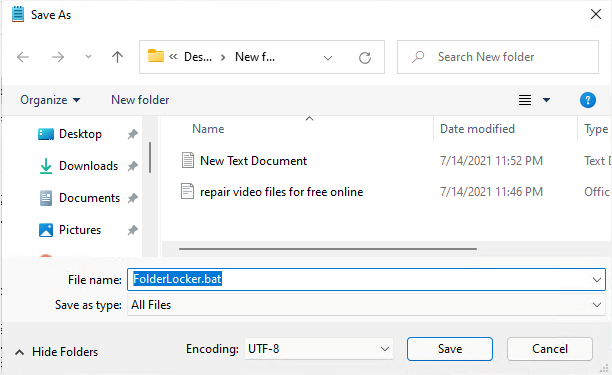 Save As
« Des... › New f...
Search New folder
Organize New folder
Name Date modified Type
Desktop
Downloads
Documents
Pictures
New Text Document 7/14/2021 11:52 PM Text D
repair video files for free online 7/14/2021 11:46 PM Office
File name: FolderLocker.bat
Save as type: All Files
Hide Folders Encoding: UTF-8 Save Cancel